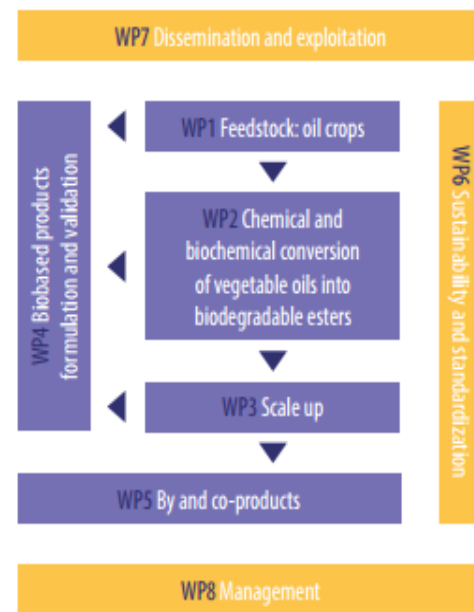 WP7 Dissemination and exploitation
WP1 Feedstock: oil crops
WP2 Chemical and
biochemical conversion
of vegetable oils into
biodegradable esters
WP3 Scale up
WP4 Biobased products
formulation and validation
WP5 By and co-products
WP6 Sustainability and standardization
WP8 Management